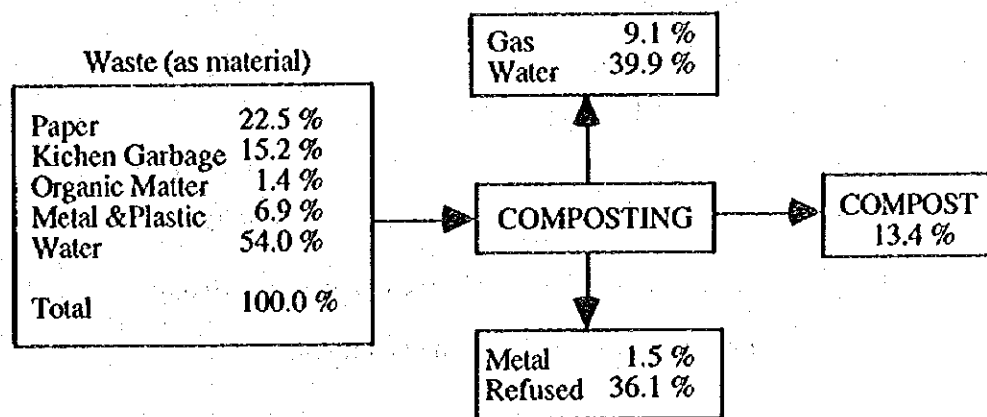 Waste (as material)
Paper 22.5 %
Kichen Garbage 15.2 %
Organic Matter 1.4 %
Metal &Plastic 6.9 %
Water 54.0 %
Total 100.0 %
Gas 9.1 %
Water 39.9 %
COMPOSTING
COMPOST
13.4 %
Metal 1.5 %
Refused 36.1 %